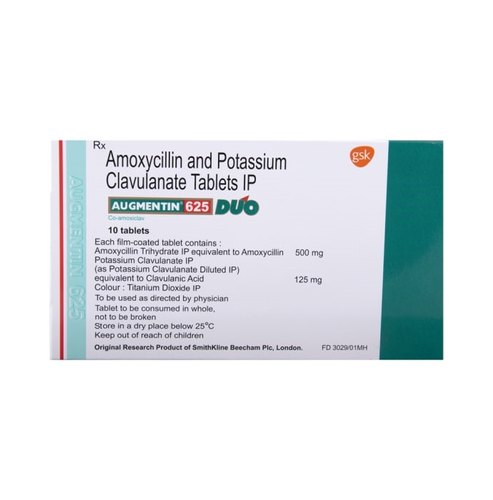 AUGMENTIN 625
Rx
gsk
Amoxycillin and Potassium
Clavulanate Tablets IP
AUGMENTIN 625 DUO
Co-amoxiclav
10 tablets
Each film-coated tablet contains :
Amoxycillin Trihydrate IP equivalent to Amoxycillin 500 mg
Potassium Clavulanate IP
(as Potassium Clavulanate Diluted IP)
equivalent to Clavulanic Acid 125 mg
Colour : Titanium Dioxide IP
To be used as directed by physician
Tablet to be consumed in whole,
not to be broken
Store in a dry place below 25°C
Keep out of reach of children
Original Research Product of SmithKline Beecham Plc, London. FD 3029/01MH